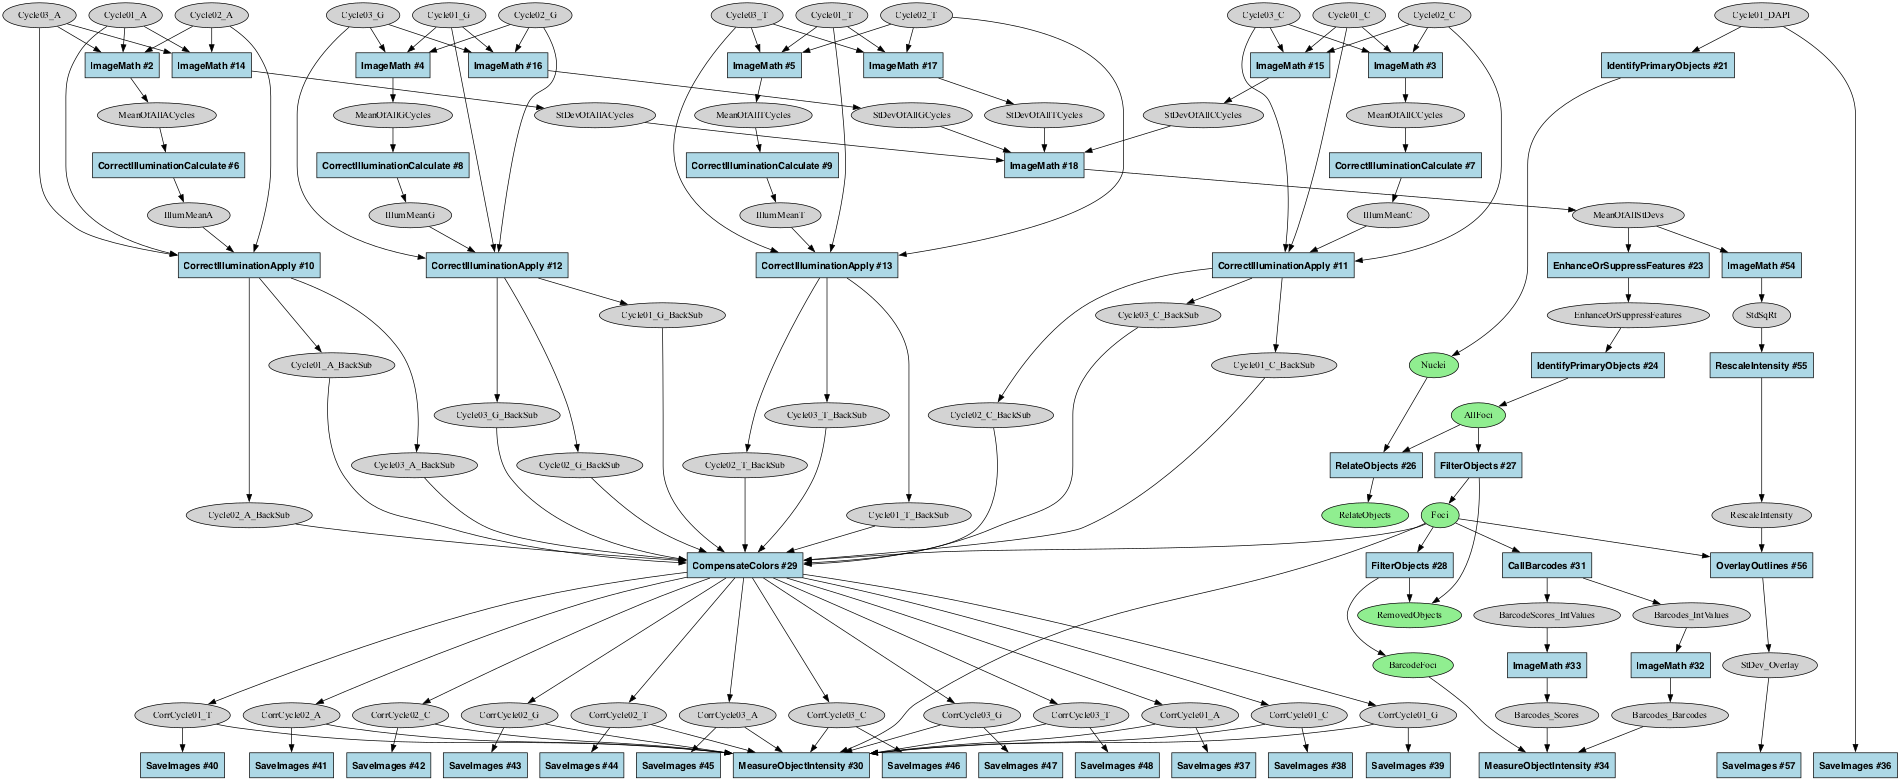 Cycle03_A
Cycle01_A
Cycle02_A
Cycle03_G
Cycle01_G
Cycle02_G
Cycle03_T
Cycle01_T
Cycle02_T
Cycle03_C
Cycle01_C
Cycle02_C
Cycle01_DAPI
ImageMath #2
ImageMath #14
ImageMath #4
ImageMath #16
ImageMath #5
ImageMath #17
ImageMath #15
ImageMath #3
IdentifyPrimaryObjects #21
MeanOfAllACycles
MeanOfAllGCycles
StDevOfAllACycles
MeanOfAllTCycles
StDevOfAllGCycles
StDevOfAllTCycles
StDevOfAllCCycles
MeanOfAllCCycles
CorrectIlluminationCalculate #6
CorrectIlluminationCalculate #8
CorrectIlluminationCalculate #9
ImageMath #18
CorrectIlluminationCalculate #7
IllumMeanA
IllumMeanG
IllumMeanT
IllumMeanC
MeanOfAllStDevs
CorrectIlluminationApply #10
CorrectIlluminationApply #12
CorrectIlluminationApply #13
CorrectIlluminationApply #11
EnhanceOrSuppressFeatures #23
ImageMath #54
Cycle01_G_BackSub
Cycle03_C_BackSub
EnhanceOrSuppressFeatures
StdSqRt
Cycle01_A_BackSub
Cycle01_C_BackSub
Nuclei
IdentifyPrimaryObjects #24
RescaleIntensity #55
Cycle03_G_BackSub
Cycle03_T_BackSub
Cycle02_C_BackSub
AllFoci
Cycle03_A_BackSub
Cycle02_G_BackSub
Cycle02_T_BackSub
RelateObjects #26
FilterObjects #27
Cycle02_A_BackSub
Cycle01_T_BackSub
RelateObjects
Foci
RescaleIntensity
CompensateColors #29
FilterObjects #28
CallBarcodes #31
OverlayOutlines #56
RemovedObjects
BarcodeScores_IntValues
Barcodes_IntValues
BarcodeFoci
ImageMath #33
ImageMath #32
StDev_Overlay
CorrCycle01_T
CorrCycle02_A
CorrCycle02_C
CorrCycle02_G
CorrCycle02_T
CorrCycle03_A
CorrCycle03_C
CorrCycle03_G
CorrCycle03_T
CorrCycle01_A
CorrCycle01_C
CorrCycle01_G
Barcodes_Scores
Barcodes_Barcodes
SaveImages #40
SaveImages #41
SaveImages #42
SaveImages #43
SaveImages #44
SaveImages #45
MeasureObjectIntensity #30
SaveImages #46
SaveImages #47
SaveImages #48
SaveImages #37
SaveImages #38
SaveImages #39
MeasureObjectIntensity #34
SaveImages #57
SaveImages #36